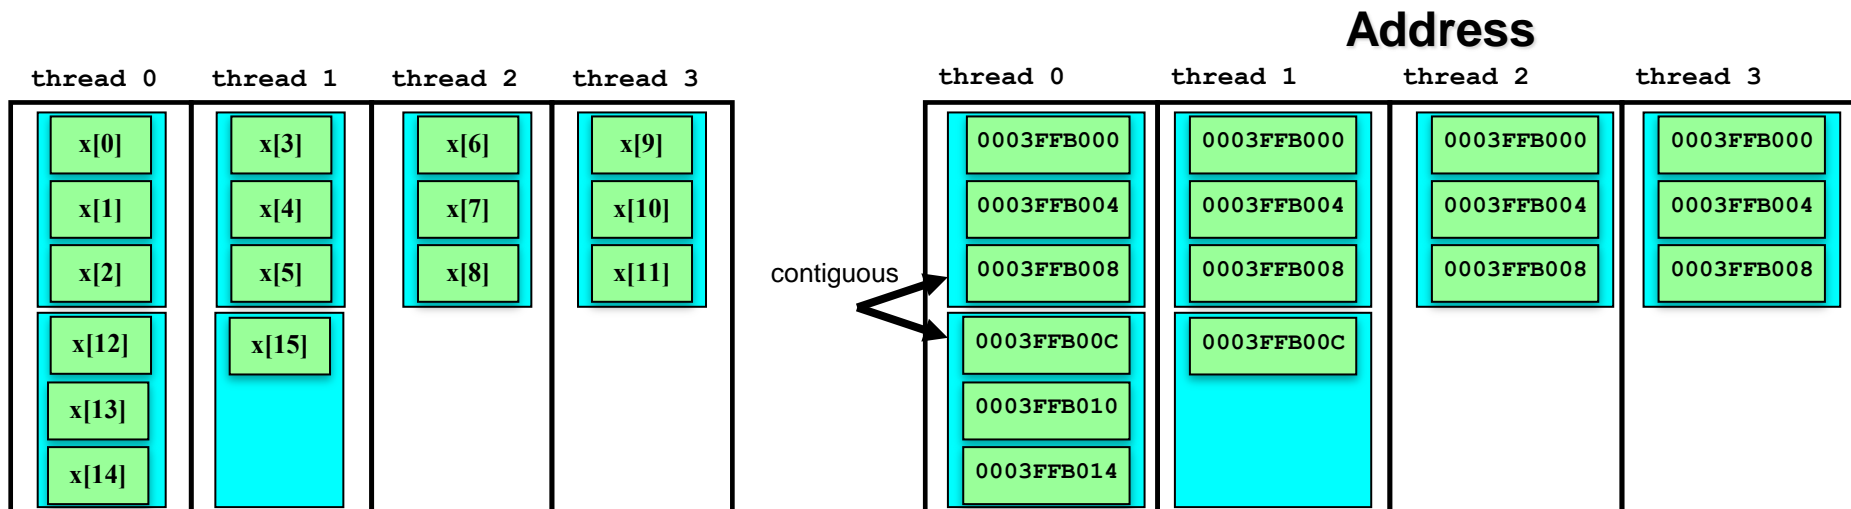 Address
thread 0 thread 1 thread 2 thread 3
x[0] x[3] x[6] x[9]
x[1] x[4] x[7] x[10]
x[2] x[5] x[8] x[11]
x[12] x[15]
x[13]
x[14]
contiguous
thread 0 thread 1 thread 2 thread 3
0003FFB000 0003FFB000 0003FFB000 0003FFB000
0003FFB004 0003FFB004 0003FFB004 0003FFB004
0003FFB008 0003FFB008 0003FFB008 0003FFB008
0003FFB00C 0003FFB00C
0003FFB010
0003FFB014